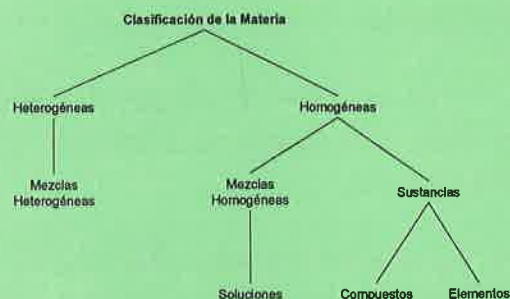 Clasificación de la Materia
Heterogéneas
Homogéneas
Mezclas
Heterogéneas
Mezclas
Homogéneas
Sustancias
Soluciones
Compuestos
Elementos